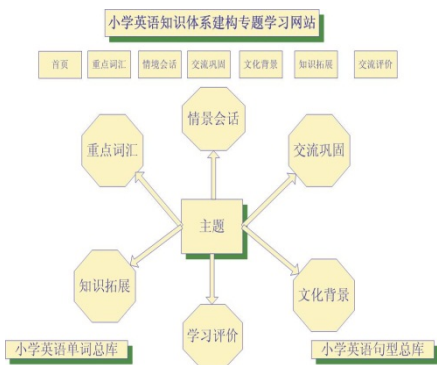 小学英语知识体系建构专题学习网站
首页 重点词汇 情境会话 交流巩固 文化背景 知识拓展 交流评价
情景会话
重点词汇 交流巩固
主题
知识拓展 文化背景
学习评价
小学英语单词总库 小学英语句型总库